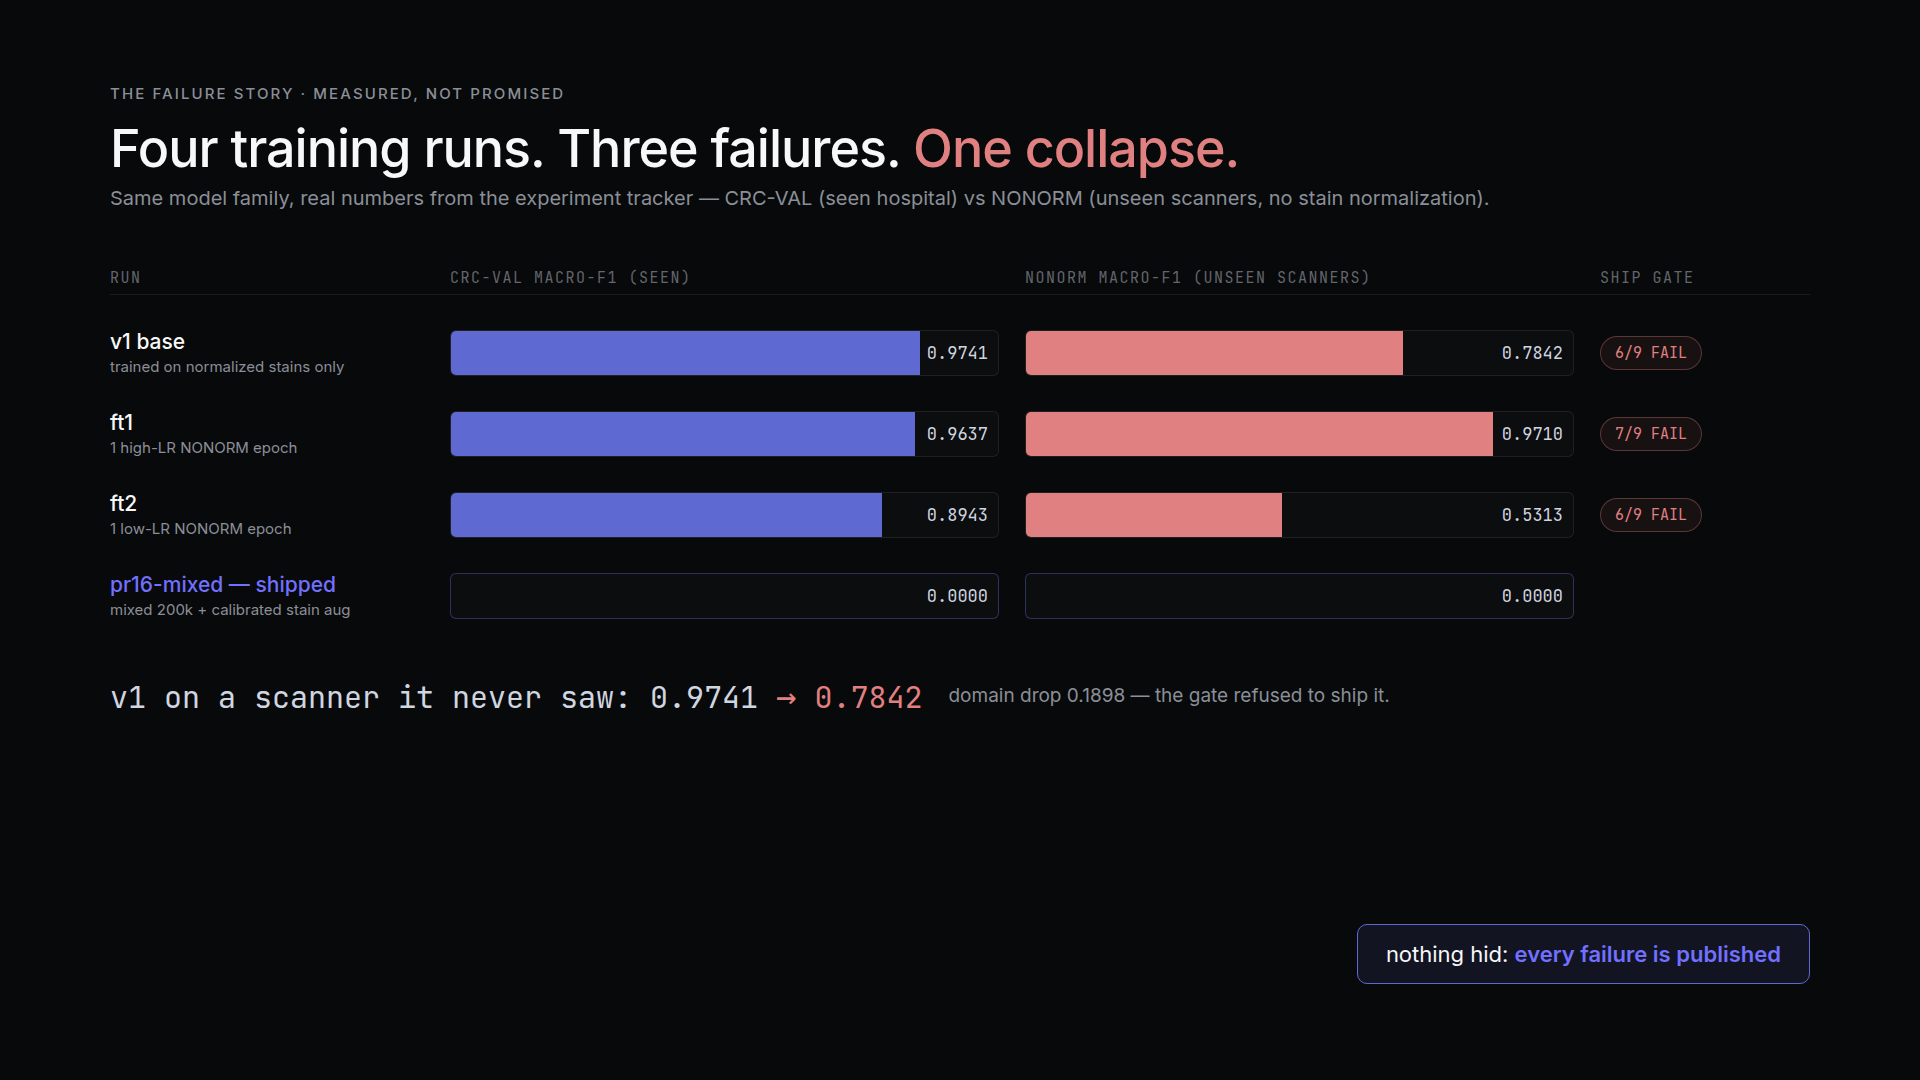 THE FAILURE STORY · MEASURED, NOT PROMISED
Four training runs. Three failures. One collapse.
Same model family, real numbers from the experiment tracker — CRC-VAL (seen hospital) vs NONORM (unseen scanners, no stain normalization).
RUN CRC-VAL MACRO-F1 (SEEN) NONORM MACRO-F1 (UNSEEN SCANNERS) SHIP GATE
v1 base
trained on normalized stains only
0.9741 0.7842 6/9 FAIL
ft1
1 high-LR NONORM epoch
0.9637 0.9710 7/9 FAIL
ft2
1 low-LR NONORM epoch
0.8943 0.5313 6/9 FAIL
pr16-mixed — shipped
mixed 200k + calibrated stain aug
0.0000 0.0000
v1 on a scanner it never saw: 0.9741 → 0.7842 domain drop 0.1898 — the gate refused to ship it.
nothing hid: every failure is published